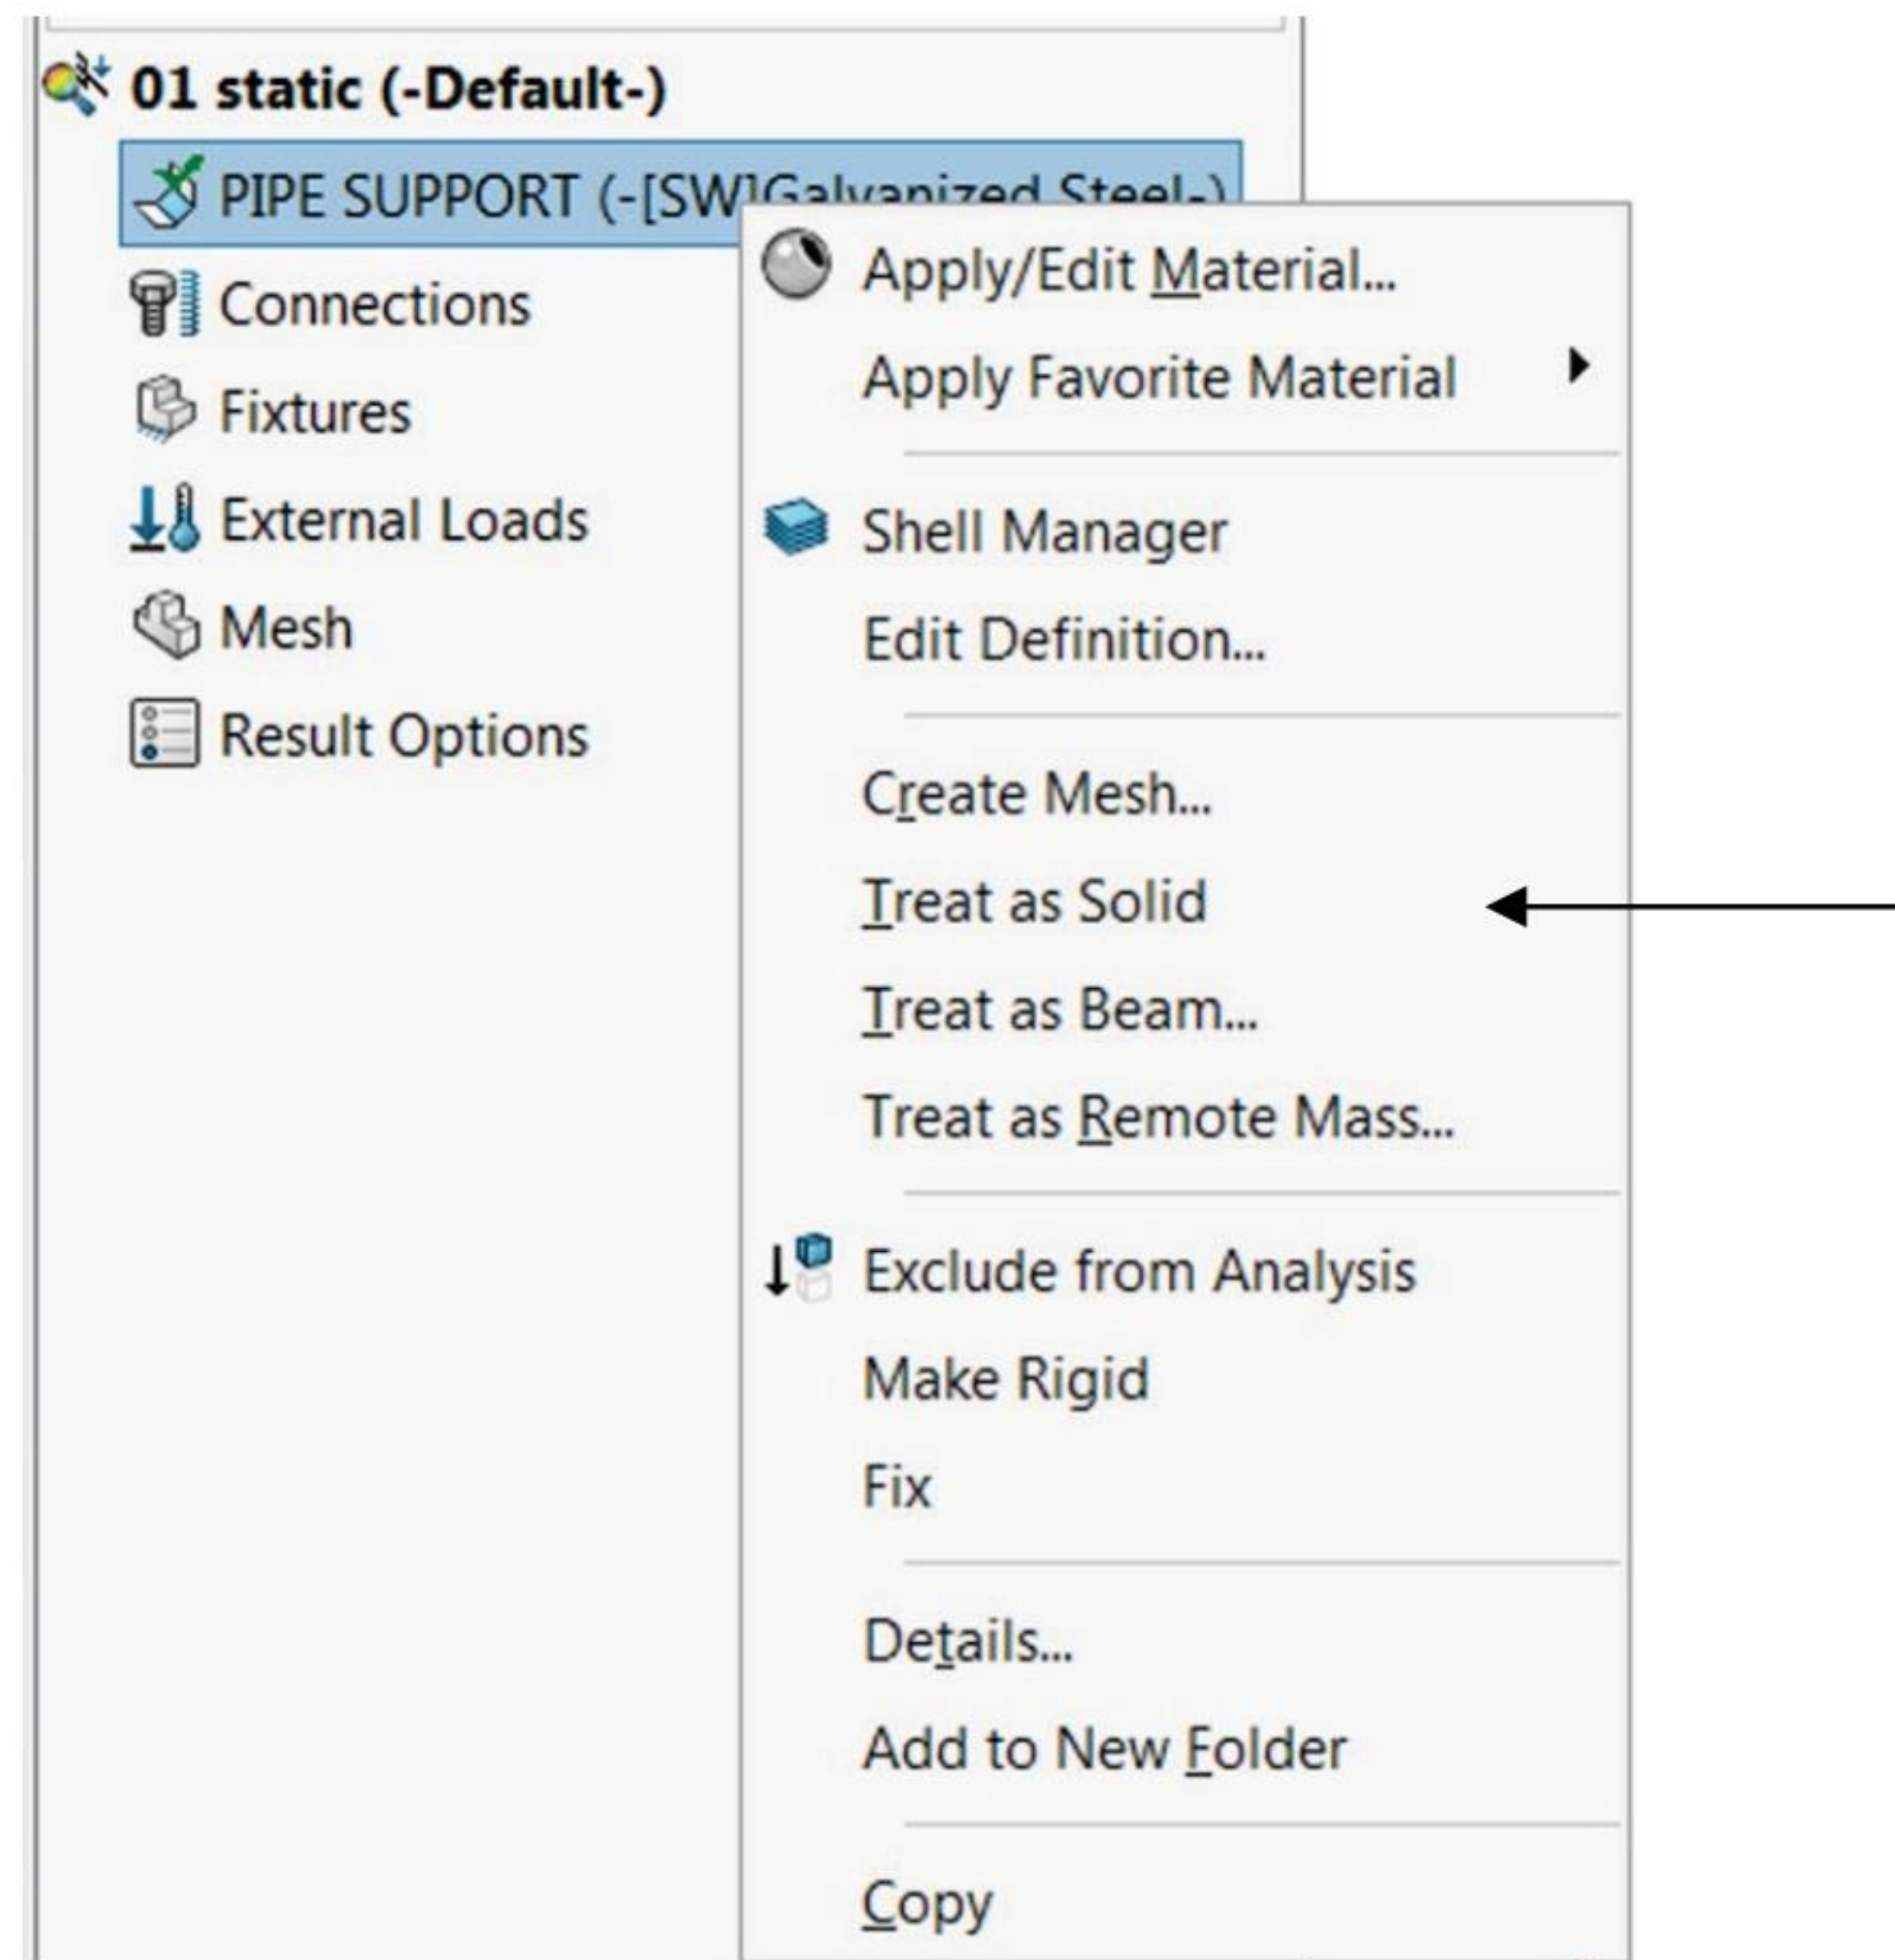 01 static (-Default-)
PIPE SUPPORT (-[SW]Galvanized Steel-)
Connections
Fixtures
External Loads
Mesh
Result Options
Apply/Edit Material...
Apply Favorite Material
Shell Manager
Edit Definition...
Create Mesh...
Treat as Solid
Treat as Beam...
Treat as Remote Mass...
Exclude from Analysis
Make Rigid
Fix
Details...
Add to New Folder
Copy